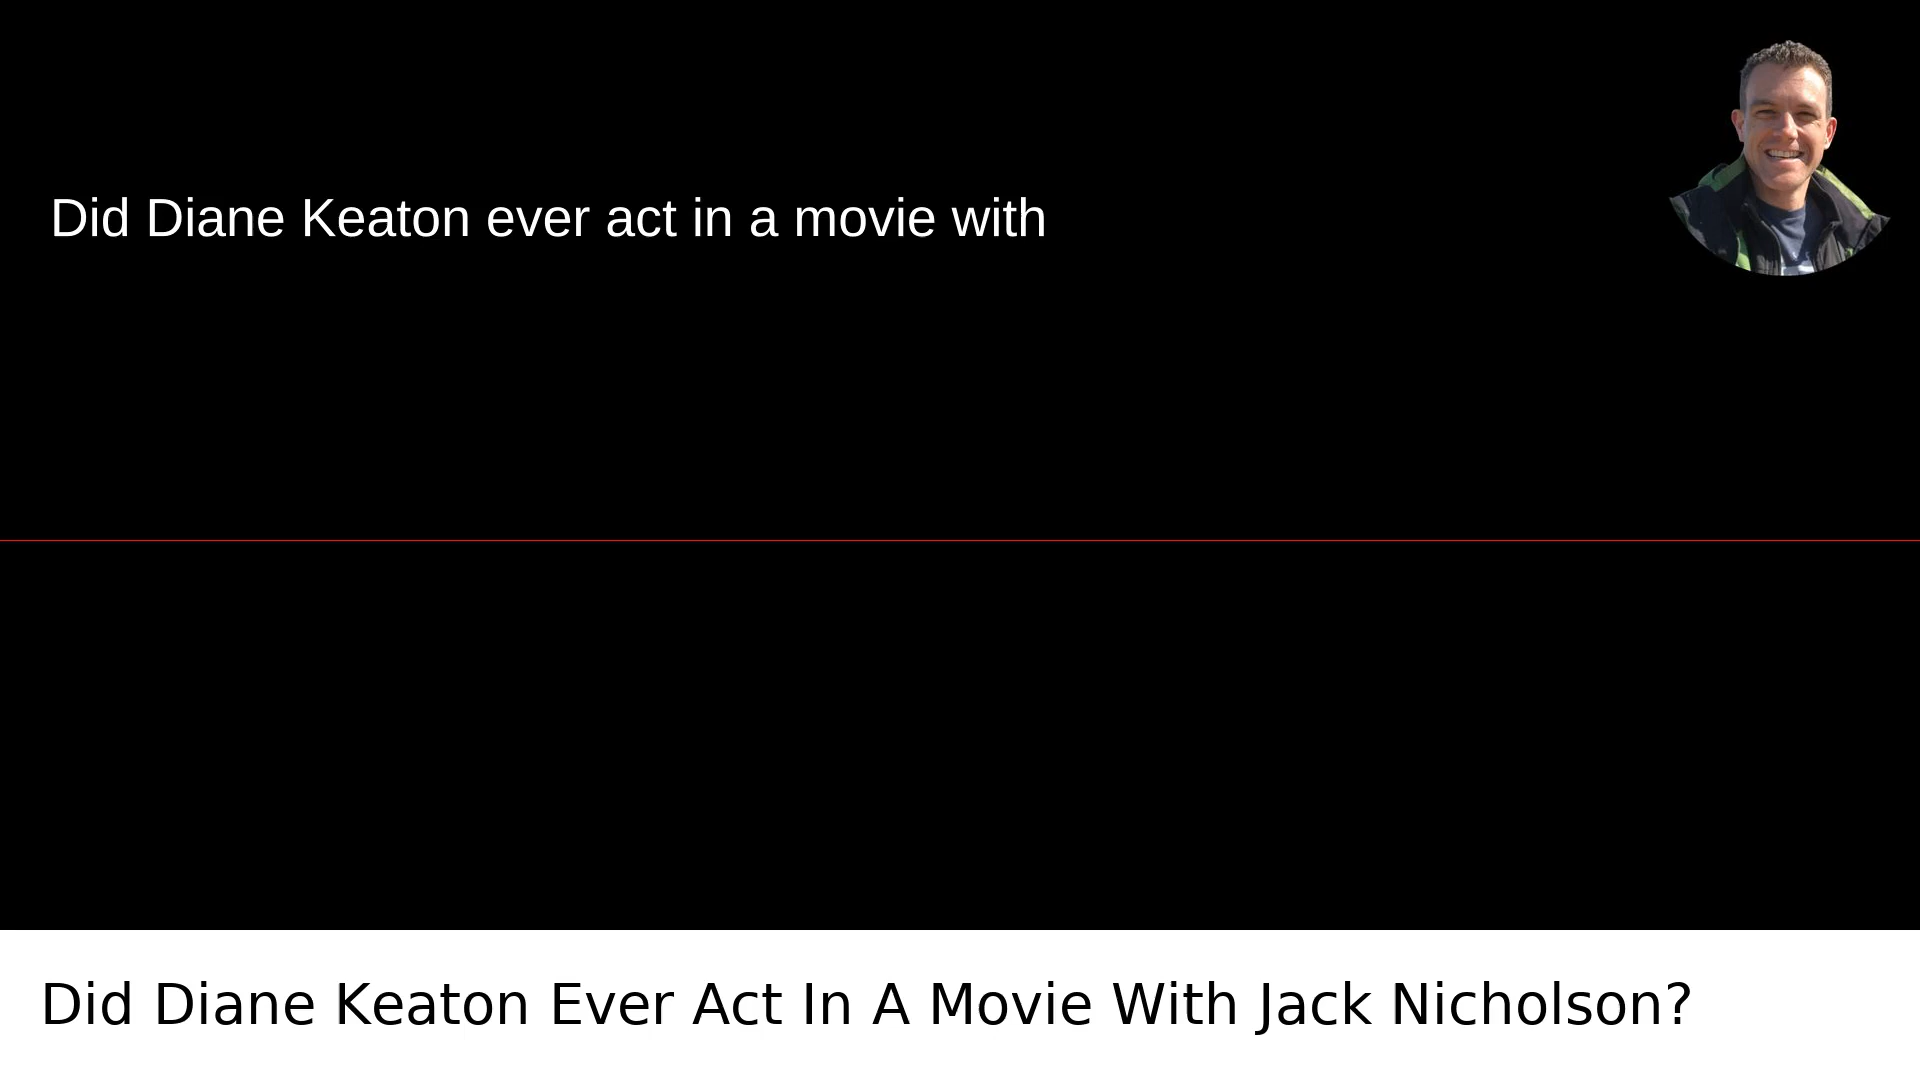 Did Diane Keaton ever act in a movie with
Did Diane Keaton Ever Act In A Movie With Jack Nicholson?